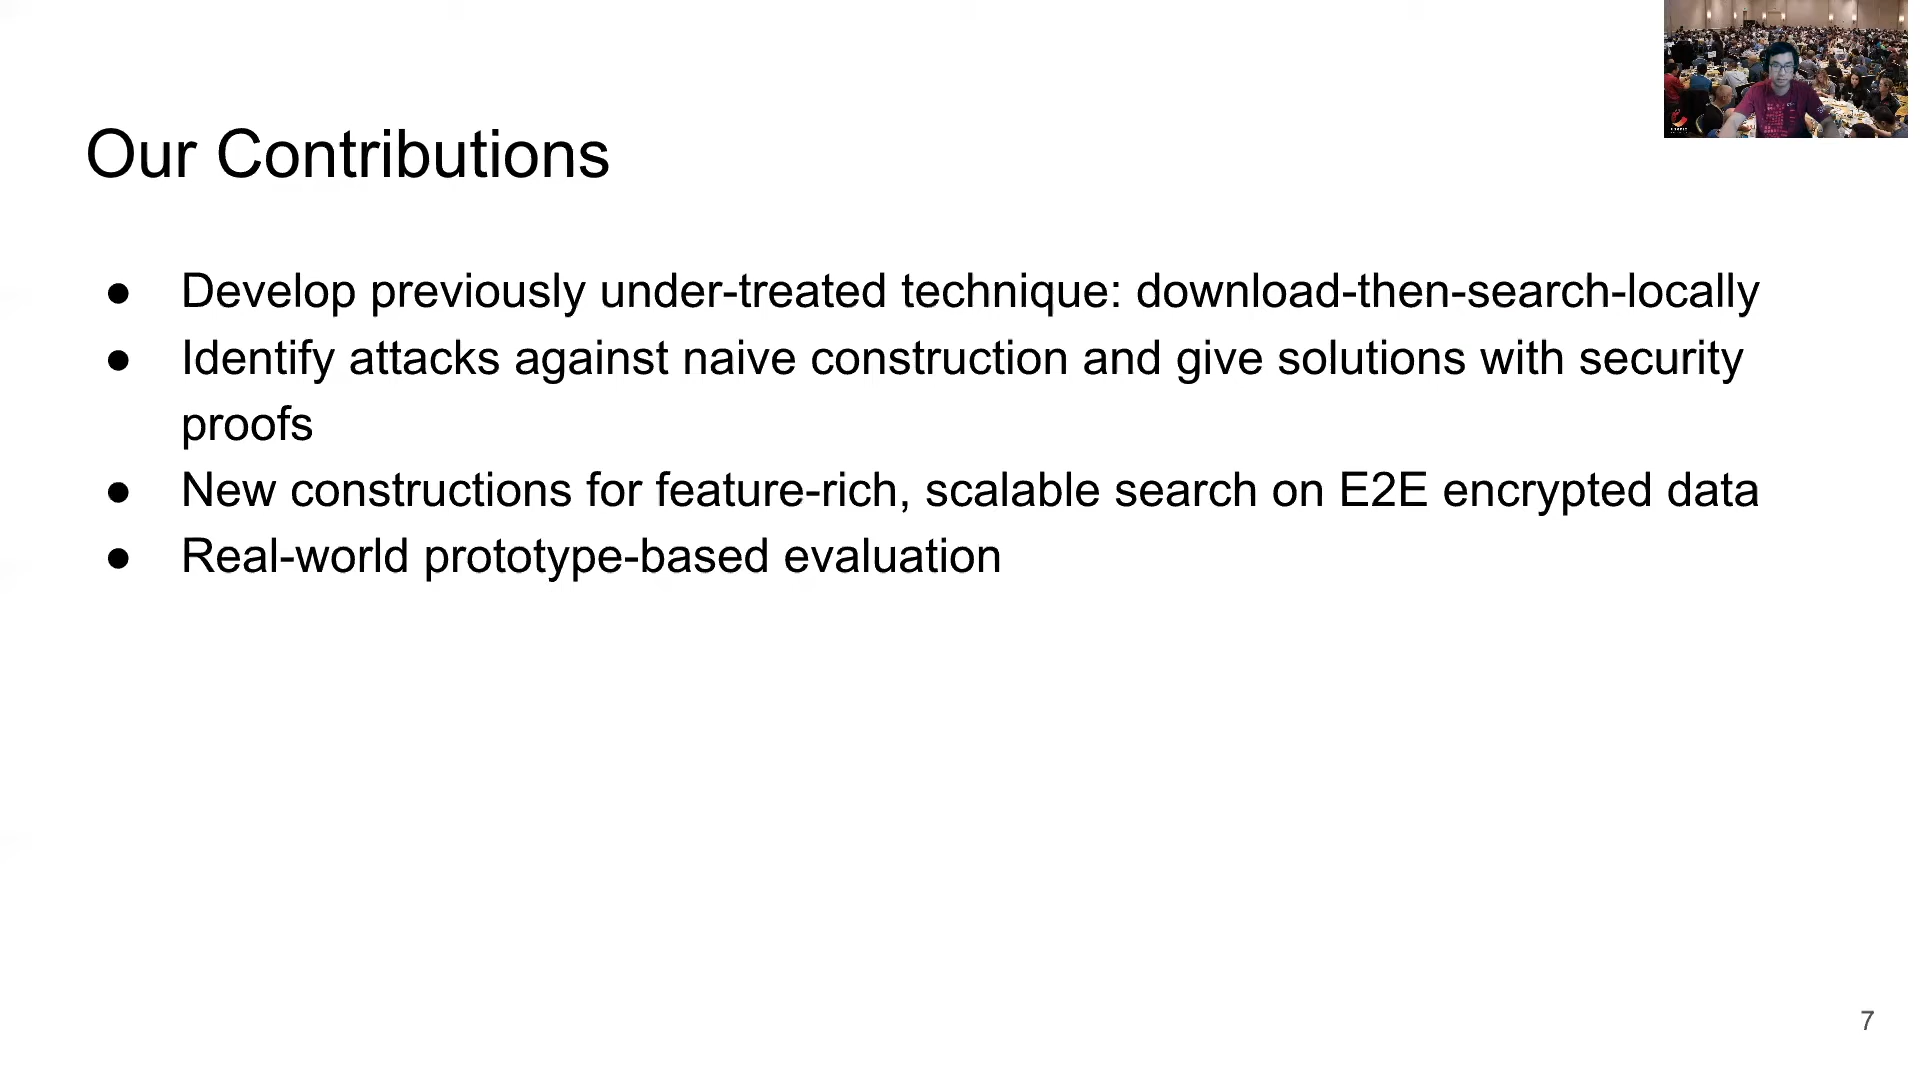 Our Contributions
● Develop previously under-treated technique: download-then-search-locally
● Identify attacks against naive construction and give solutions with security
proofs
● New constructions for feature-rich, scalable search on E2E encrypted data
● Real-world prototype-based evaluation
7